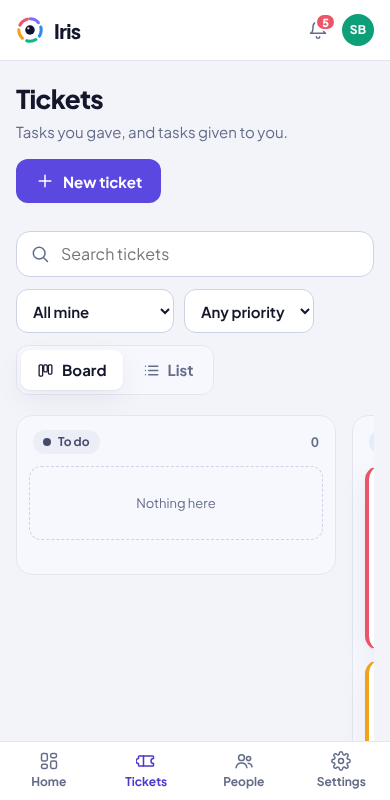 Iris
5
SB
Tickets
Tasks you gave, and tasks given to you.
New ticket
Search tickets
All mine
Any priority
Board
List
To do
0
Nothing here
Home
Tickets
People
Settings